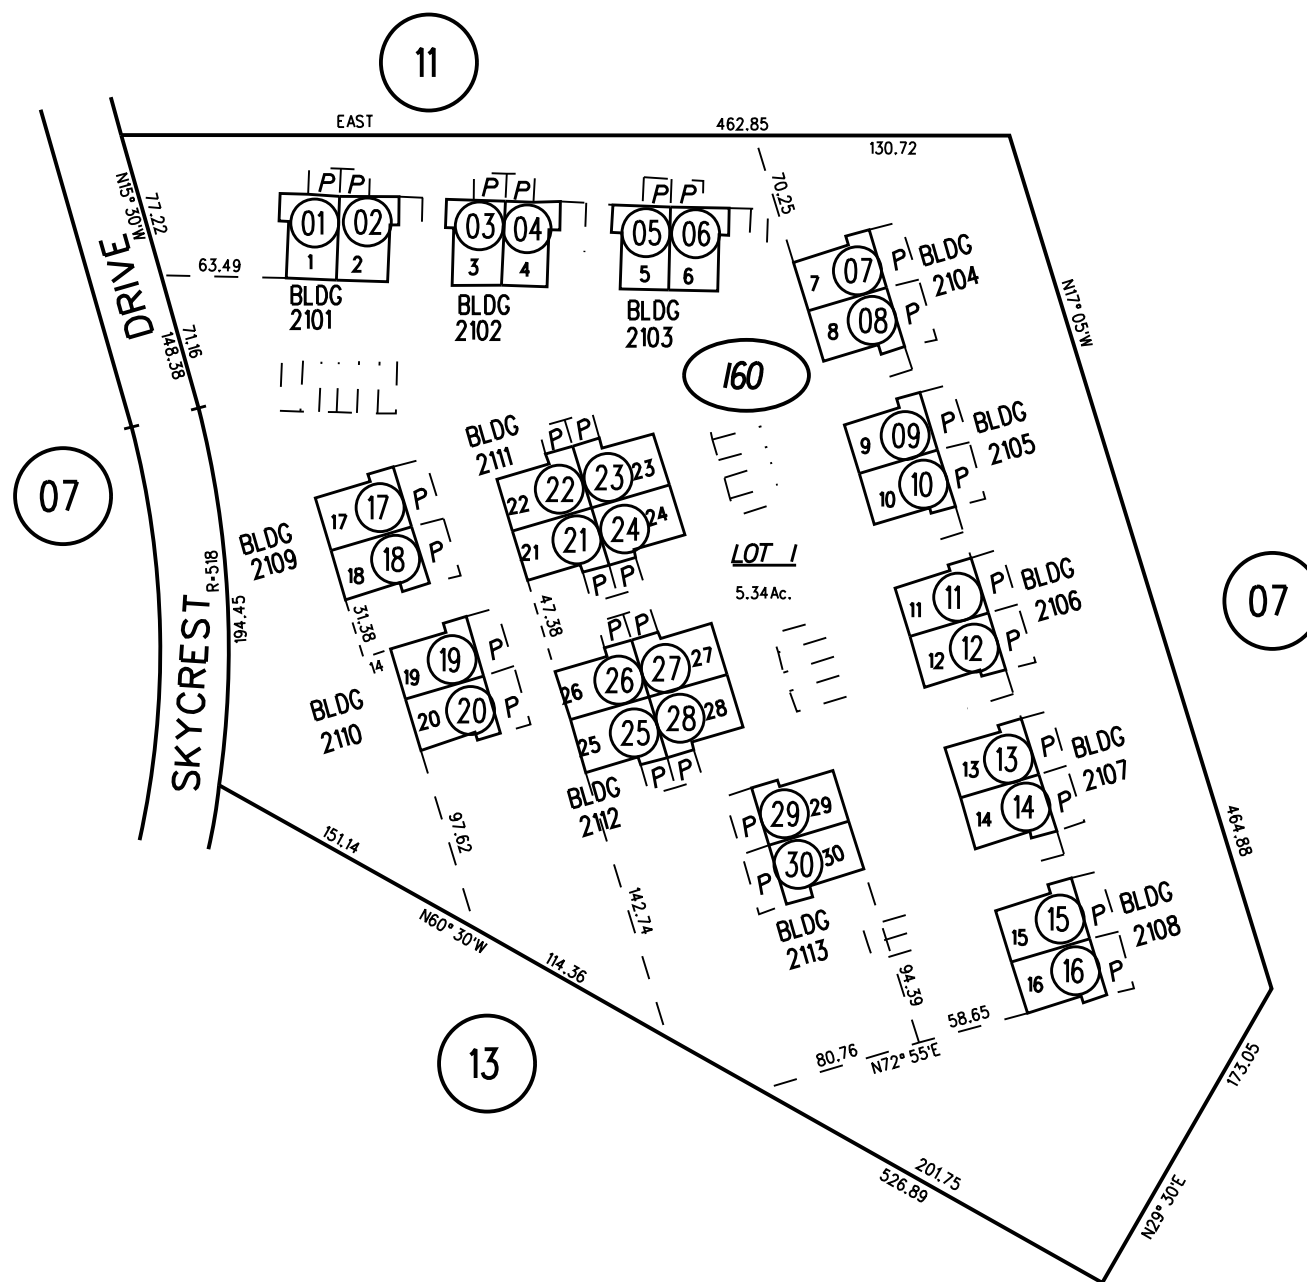 11
EAST
462.85
130.72
N15° 30'W
77.22
70.25
DRIVE
63.49
P
P
01
02
1
2
BLDG
2101
P
P
03
04
3
4
BLDG
2102
P
P
05
06
5
6
BLDG
2103
7
07
P
8
08
P
BLDG
2104
N17° 05'W
71.16
148.38
160
9
09
P
10
10
P
BLDG
2105
BLDG
2111
P
P
22
22
23
23
21
21
24
24
P
P
07
17
17
P
18
18
P
BLDG
2109
LOT 1
5.34Ac.
R=518
194.45
SKYCREST
31.38
14
47.38
11
11
P
12
12
P
BLDG
2106
07
19
19
P
20
20
P
BLDG
2110
P
P
26
26
27
27
25
25
28
28
P
P
BLDG
2112
13
13
P
14
14
P
BLDG
2107
P
29
29
P
30
30
BLDG
2113
464.88
151.14
97.62
142.74
N60° 30'W
114.36
15
15
P
16
16
P
BLDG
2108
94.39
58.65
80.76
N72° 55'E
13
173.05
201.75
526.89
N29° 30'E